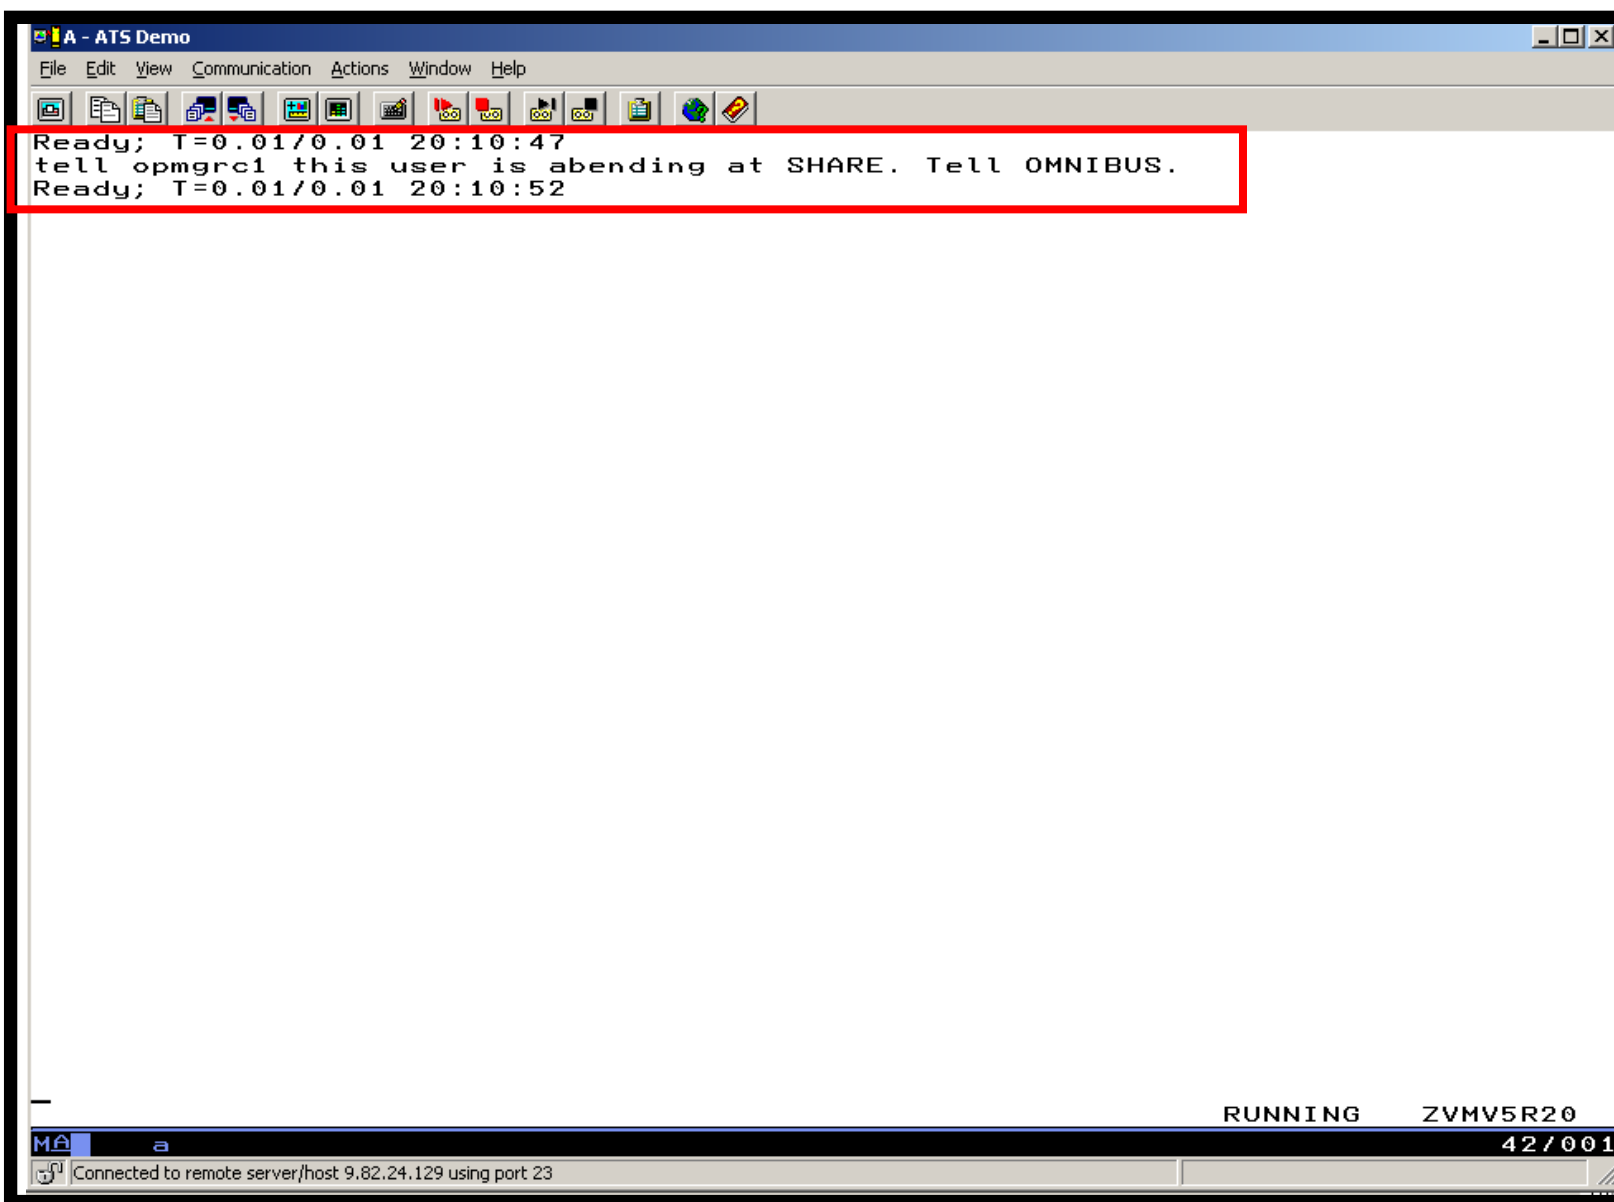 A - ATS Demo
File Edit View Communication Actions Window Help
Ready; T=0.01/0.01 20:10:47
tell opmgrc1 this user is abending at SHARE. Tell OMNIBUS.
Ready; T=0.01/0.01 20:10:52
RUNNING ZVMV5R20
MA a 42/001
Connected to remote server/host 9.82.24.129 using port 23